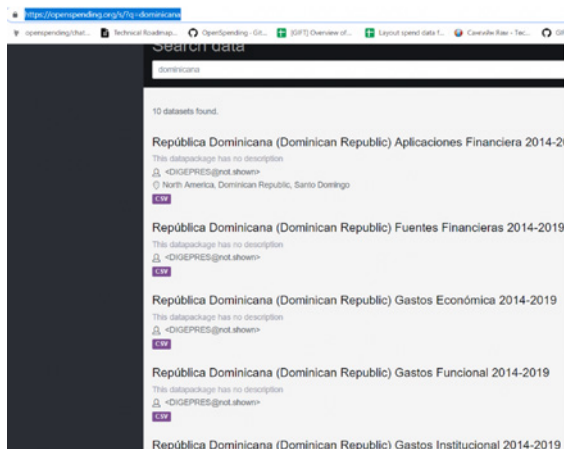 https://openspending.org/s/?q=dominicana
openspending/chat... Technical Roadmap... OpenSpending - Git... [GIFT] Overview of... Layout spend data f...
Search data
dominicana
10 datasets found.
República Dominicana (Dominican Republic) Aplicaciones Financiera 2014-20
This datapackage has no description
<DIGEPRES@not.shown>
North America, Dominican Republic, Santo Domingo
CSV
República Dominicana (Dominican Republic) Fuentes Financieras 2014-2019
This datapackage has no description
<DIGEPRES@not.shown>
CSV
República Dominicana (Dominican Republic) Gastos Económica 2014-2019
This datapackage has no description
<DIGEPRES@not.shown>
CSV
República Dominicana (Dominican Republic) Gastos Funcional 2014-2019
This datapackage has no description
<DIGEPRES@not.shown>
CSV
República Dominicana (Dominican Republic) Gastos Institucional 2014-2019